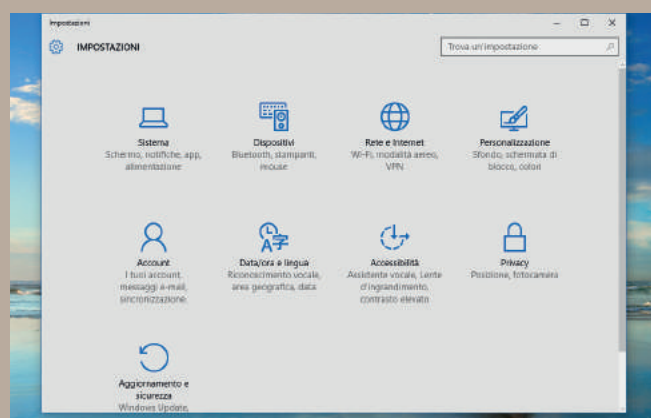 Impostazioni
IMPOSTAZIONI
Trova un'impostazione
Sistema
Schermo, notifiche, app,
alimentazione
Dispositivi
Bluetooth, stampanti,
mouse
Rete e Internet
Wi-Fi, modalità aereo,
VPN
Personalizzazione
Sfondo, schermata di
blocco, colori
Account
I tuoi account,
messaggi e-mail,
sincronizzazione
Data/ora e lingua
Riconoscimento vocale,
area geografica, data
Accessibilità
Assistente vocale, Lente
d'ingrandimento,
contrasto elevato
Privacy
Posizione, fotocamera
Aggiornamento e
sicurezza
Windows Update,